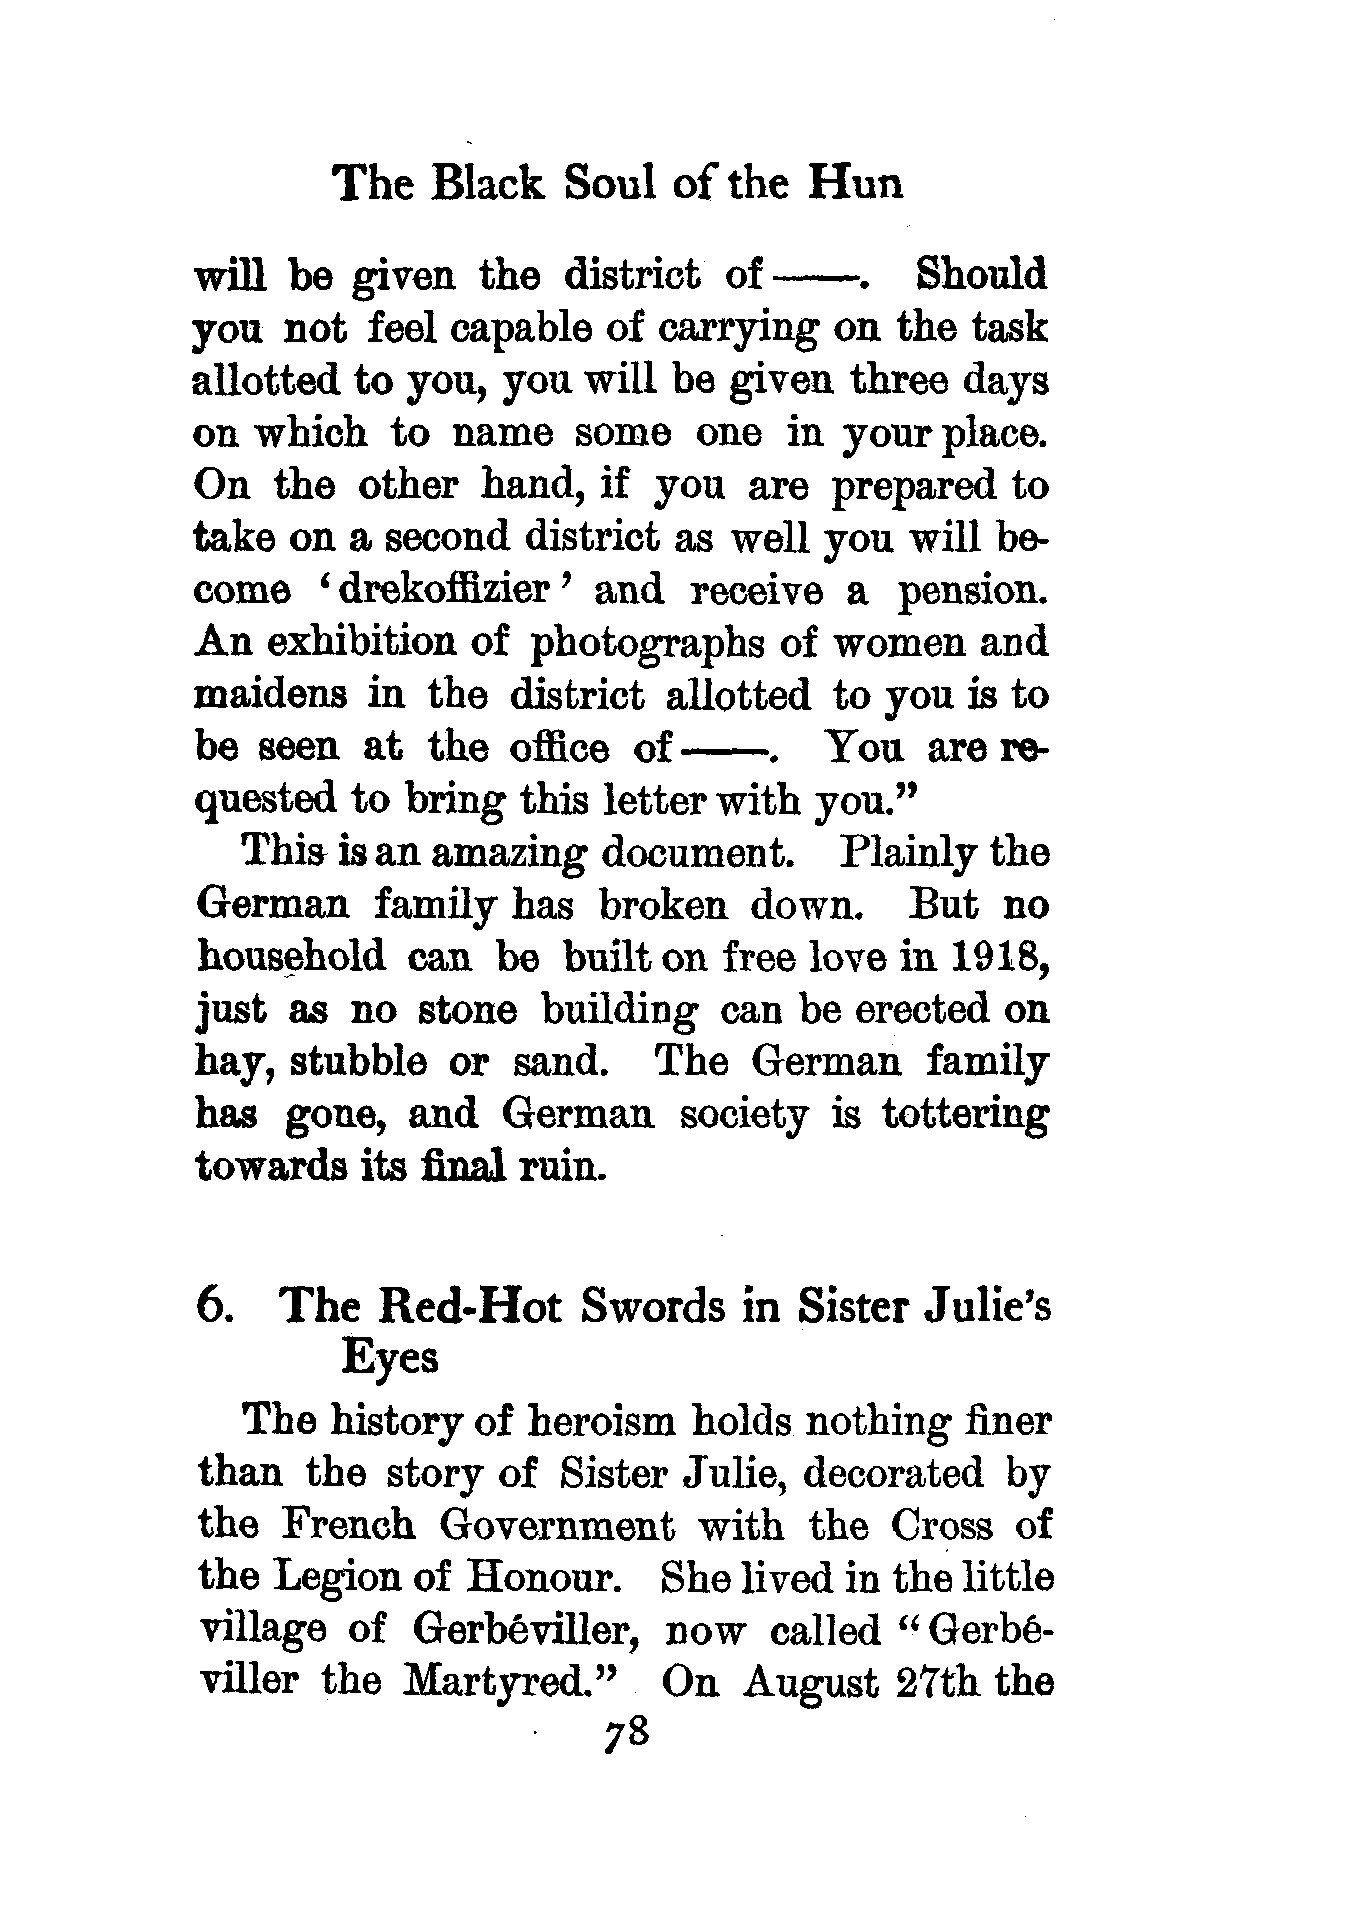 The Black Soul of the Hun
will be given the district of ——. Should
you not feel capable of carrying on the task
allotted to you, you will be given three days
on which to name some one in your place.
On the other hand, if you are prepared to
take on a second district as well you will be-
come ‘drekoffizier’ and receive a pension.
An exhibition of photographs of women and
maidens in the district allotted to you is to
be seen at the office of ——. You are re-
quested to bring this letter with you.”
This is an amazing document. Plainly the
German family has broken down. But no
household can be built on free love in 1918,
just as no stone building can be erected on
hay, stubble or sand. The German family
has gone, and German society is tottering
towards its final ruin.
6. The Red-Hot Swords in Sister Julie’s
Eyes
The history of heroism holds nothing finer
than the story of Sister Julie, decorated by
the French Government with the Cross of
the Legion of Honour. She lived in the little
village of Gerbéviller, now called “Gerbé-
viller the Martyred.” On August 27th the
78